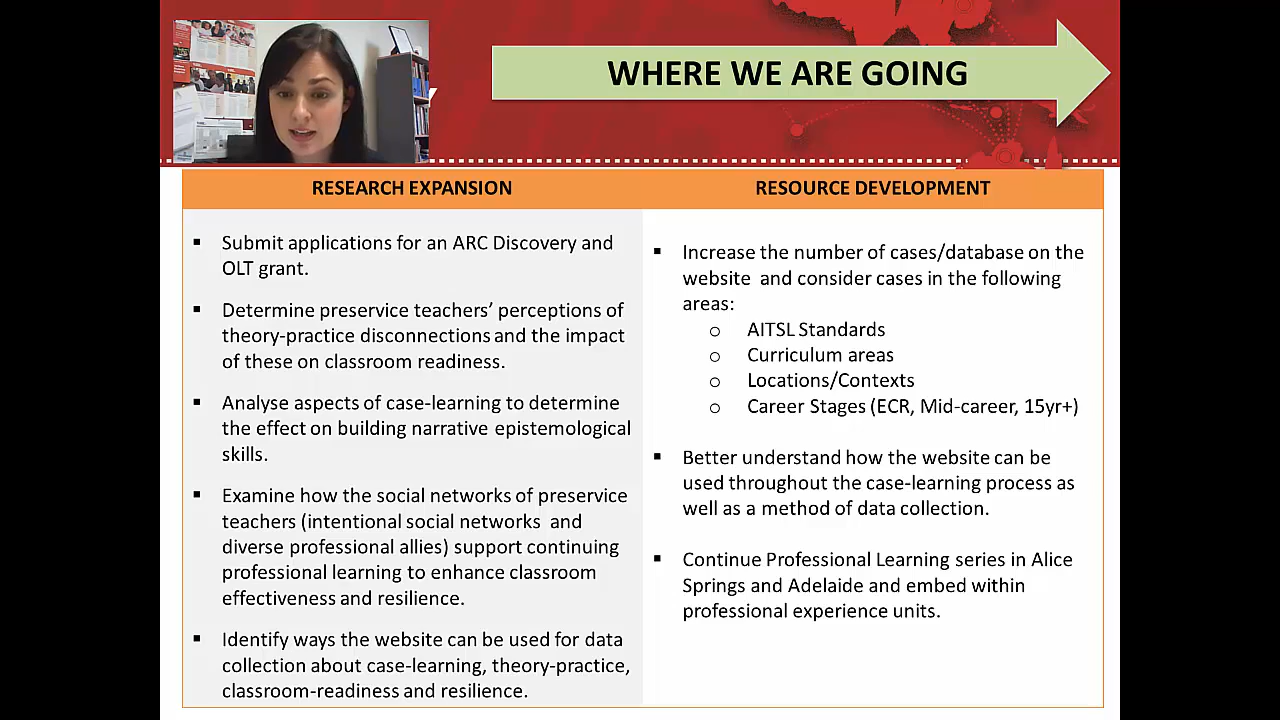 WHERE WE ARE GOING
RESEARCH EXPANSION
▪ Submit applications for an ARC Discovery and
OLT grant.
▪ Determine preservice teachers’ perceptions of
theory-practice disconnections and the impact
of these on classroom readiness.
▪ Analyse aspects of case-learning to determine
the effect on building narrative epistemological
skills.
▪ Examine how the social networks of preservice
teachers (intentional social networks and
diverse professional allies) support continuing
professional learning to enhance classroom
effectiveness and resilience.
▪ Identify ways the website can be used for data
collection about case-learning, theory-practice,
classroom-readiness and resilience.
RESOURCE DEVELOPMENT
▪ Increase the number of cases/database on the
website and consider cases in the following
areas:
o AITSL Standards
o Curriculum areas
o Locations/Contexts
o Career Stages (ECR, Mid-career, 15yr+)
▪ Better understand how the website can be
used throughout the case-learning process as
well as a method of data collection.
▪ Continue Professional Learning series in Alice
Springs and Adelaide and embed within
professional experience units.